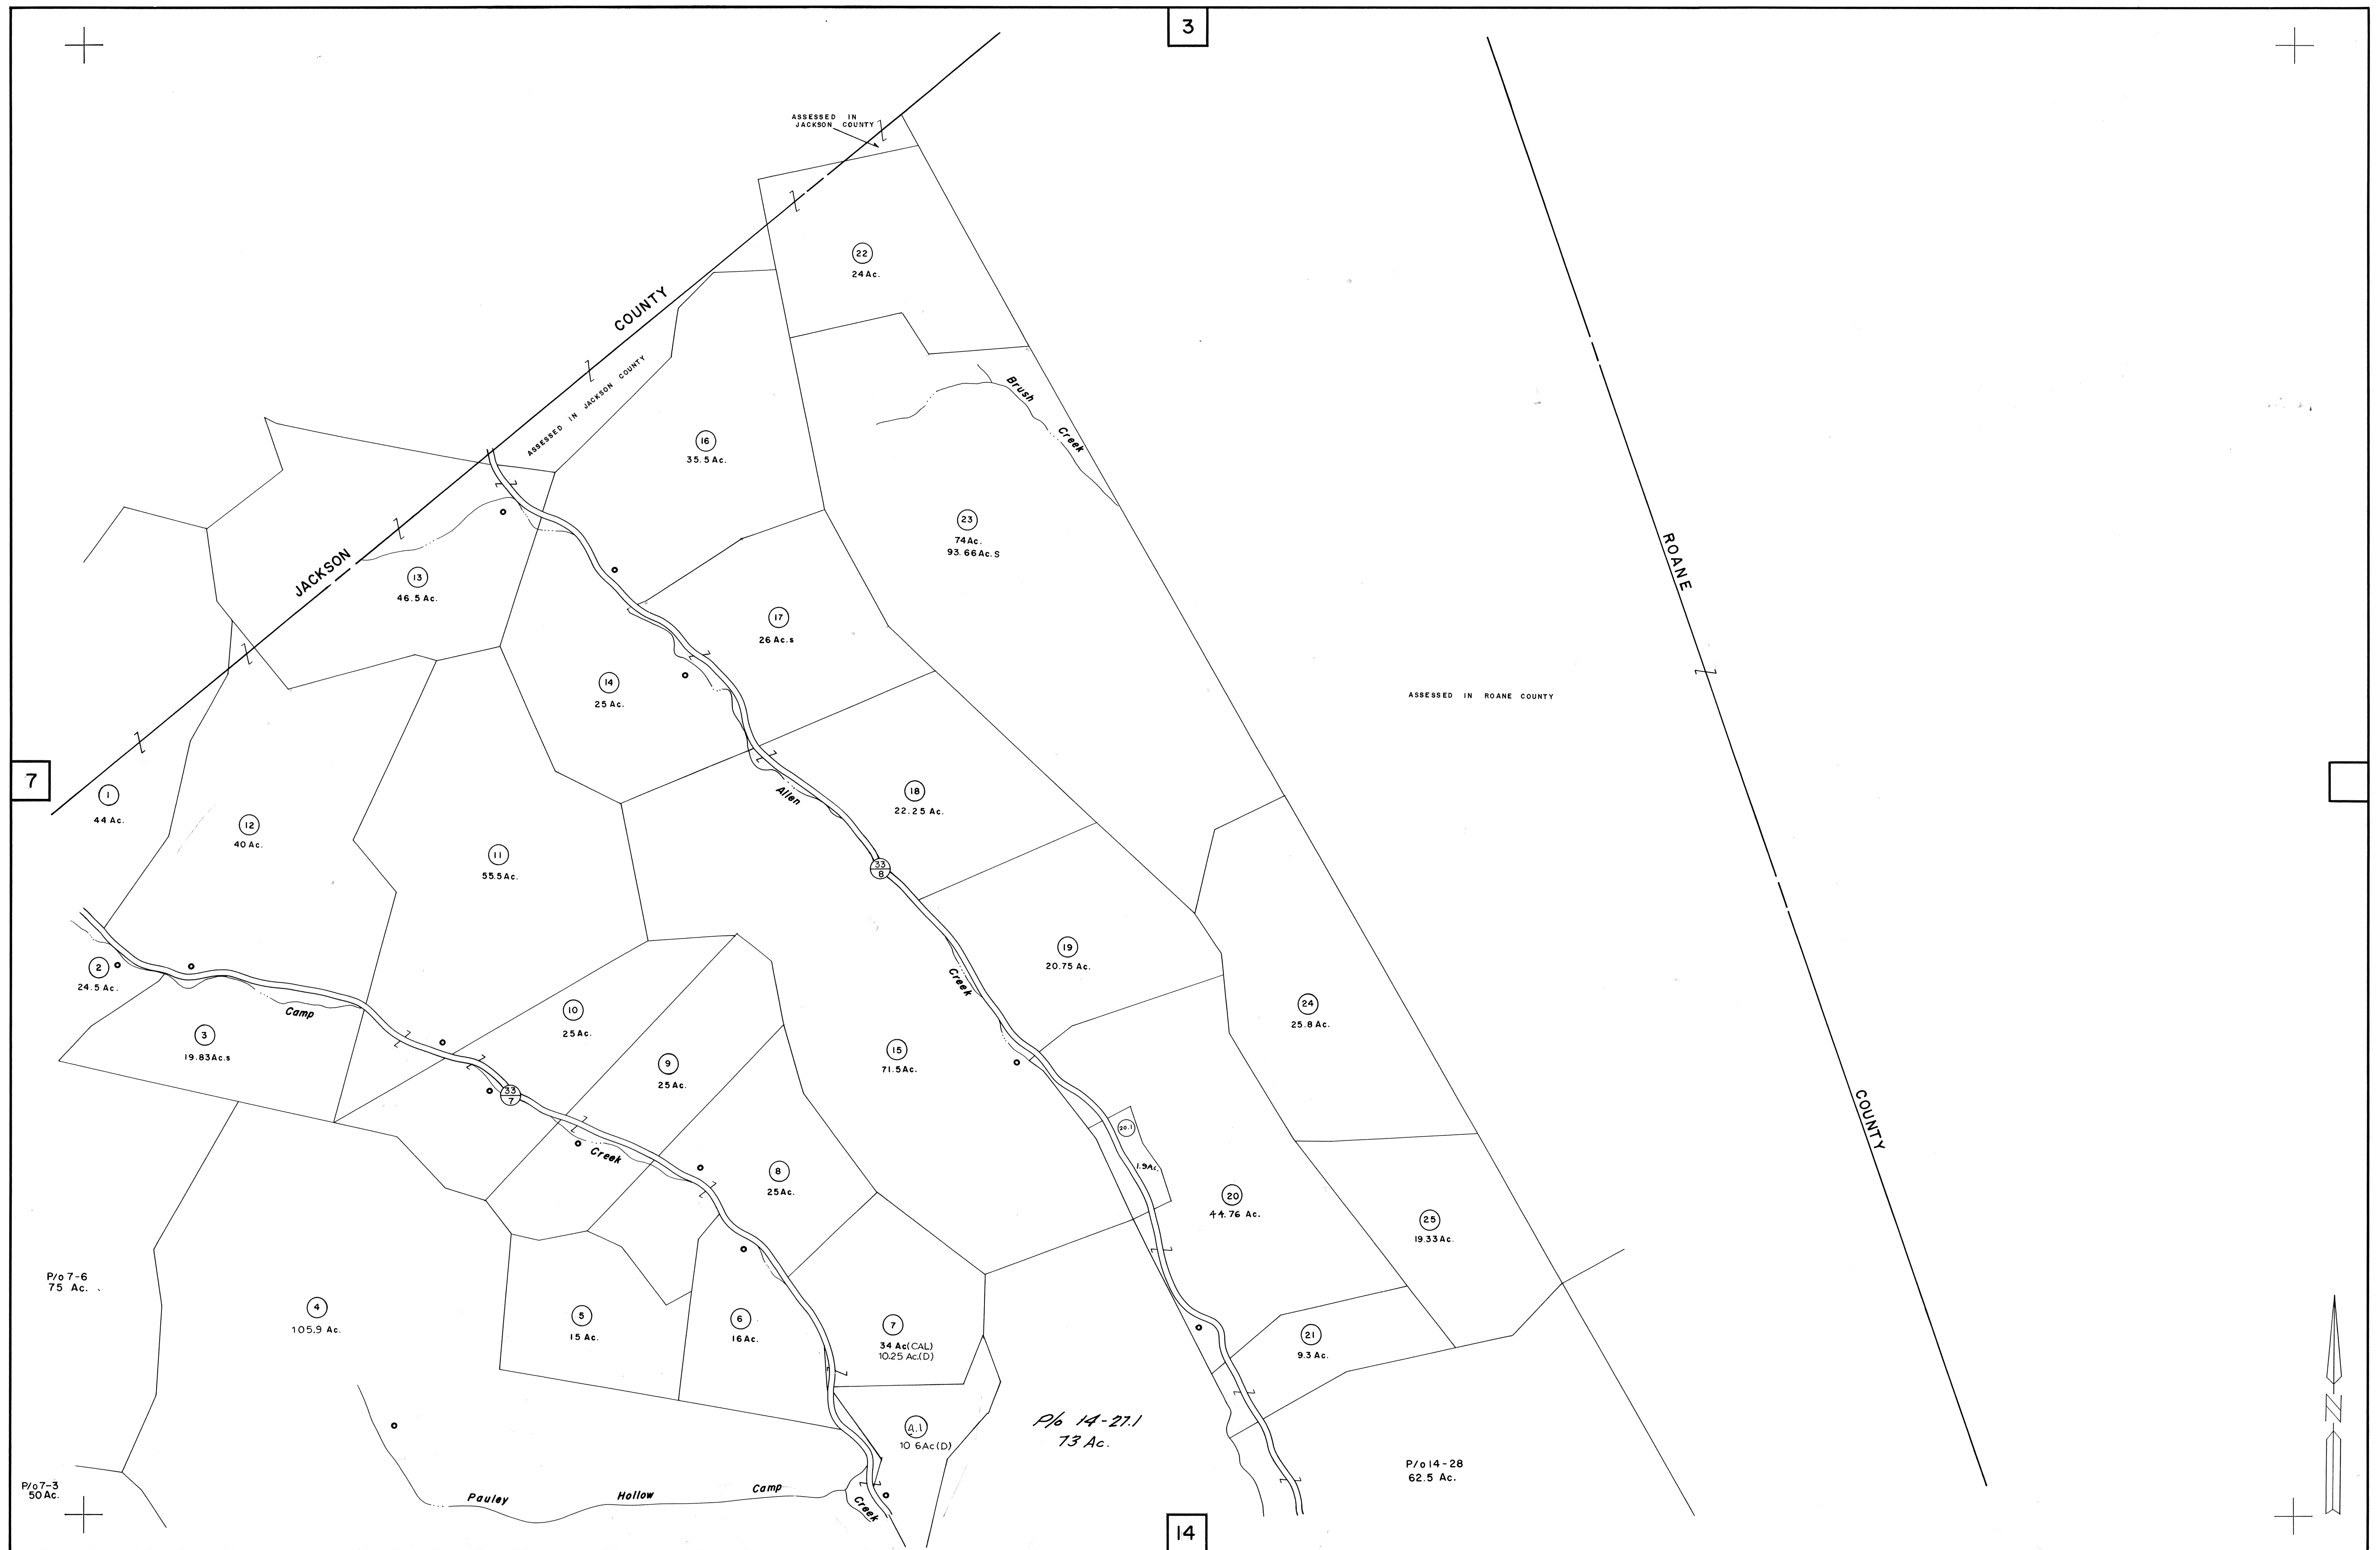 3
ASSESSED IN
JACKSON COUNTY
22
24 Ac.
JACKSON COUNTY
ASSESSED IN JACKSON COUNTY
Brush Creek
16
35.5 Ac.
23
74 Ac.
93.66 Ac. S
13
46.5 Ac.
17
26 Ac. s
14
25 Ac.
ROANE COUNTY
ASSESSED IN ROANE COUNTY
7
1
44 Ac.
12
40 Ac.
11
55.5 Ac.
Allen Creek
18
22.25 Ac.
33
8
2
24.5 Ac.
Camp Creek
3
19.83 Ac. s
10
25 Ac.
9
25 Ac.
33
7
15
71.5 Ac.
19
20.75 Ac.
24
25.8 Ac.
20.1
1.9 Ac.
8
25 Ac.
20
44.76 Ac.
25
19.33 Ac.
P/o 7-6
75 Ac.
4
105.9 Ac.
5
15 Ac.
6
16 Ac.
7
34 Ac (CAL)
10.25 Ac.(D)
21
9.3 Ac.
P/o 14-27.1
73 Ac.
10 6 Ac (D)
P/o 14-28
62.5 Ac.
P/o 7-3
50 Ac.
Pauley Hollow
Camp Creek
N
14